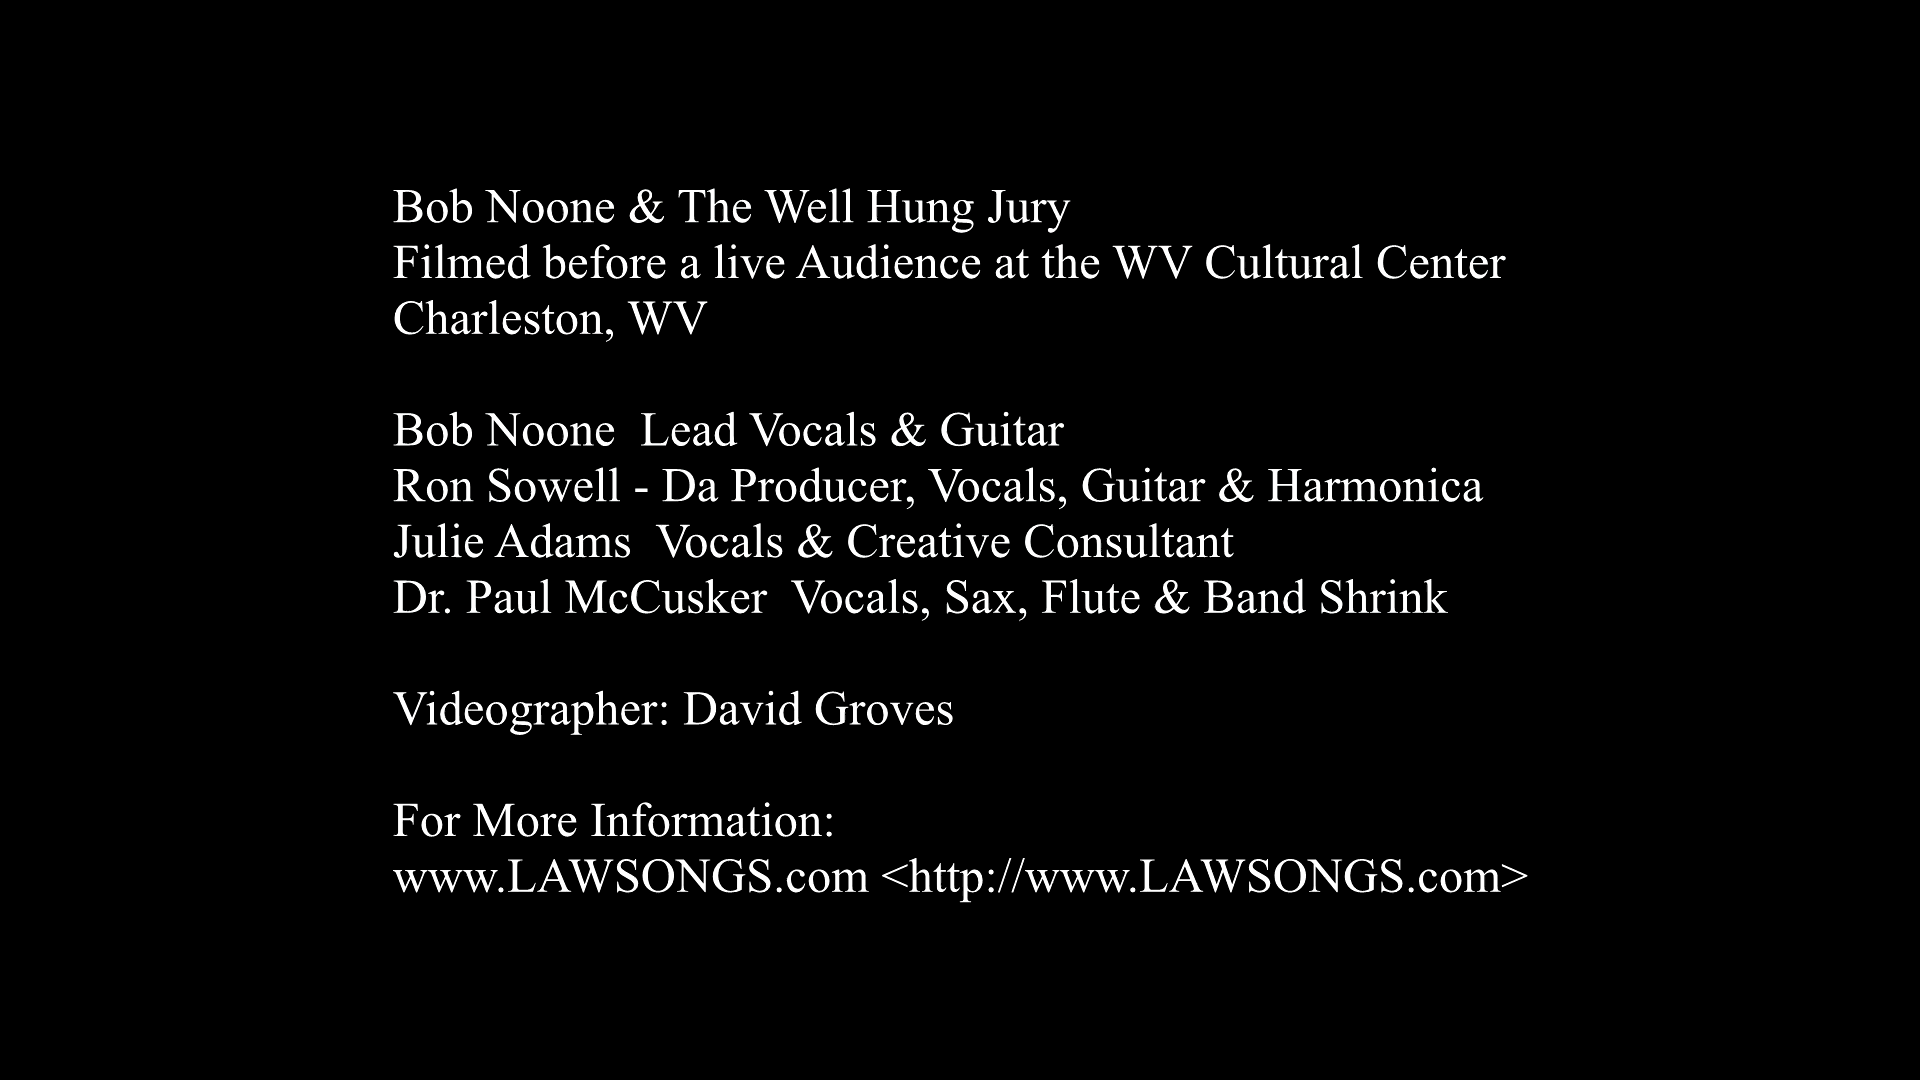 Bob Noone & The Well Hung Jury
Filmed before a live Audience at the WV Cultural Center
Charleston, WV
Bob Noone  Lead Vocals & Guitar
Ron Sowell - Da Producer, Vocals, Guitar & Harmonica
Julie Adams  Vocals & Creative Consultant
Dr. Paul McCusker  Vocals, Sax, Flute & Band Shrink
Videographer: David Groves
For More Information:
www.LAWSONGS.com <http://www.LAWSONGS.com>